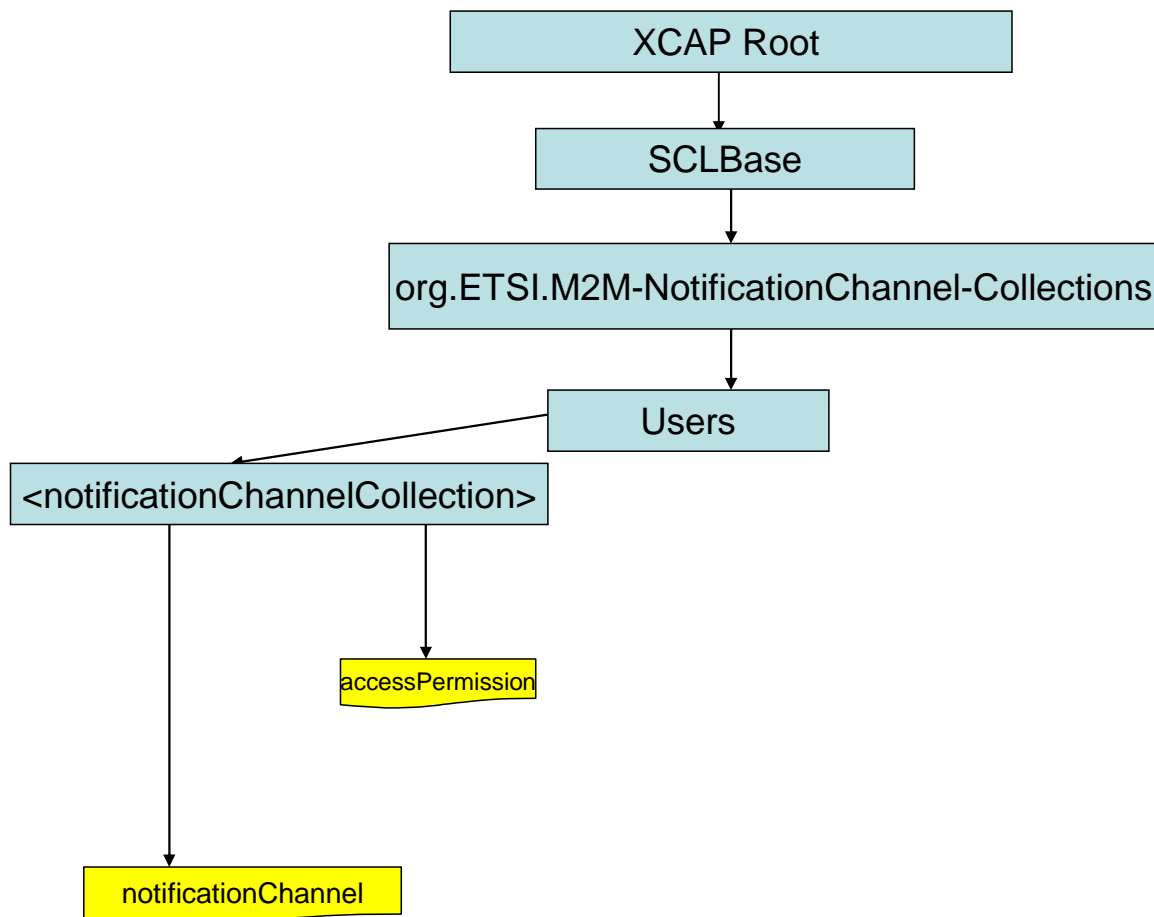 XCAP Root
SCLBase
org.ETSI.M2M-NotificationChannel-Collections
Users
<notificationChannelCollection>
accessPermission
notificationChannel